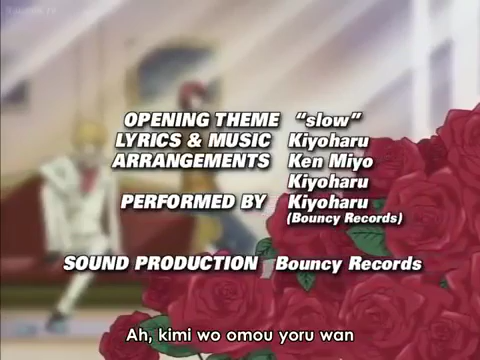 OPENING THEME "slow"
LYRICS & MUSIC Kiyoharu
ARRANGEMENTS Ken Miyo
Kiyoharu
PERFORMED BY Kiyoharu
(Bouncy Records)
SOUND PRODUCTION Bouncy Records
Ah, kimi wo omou yoru wan